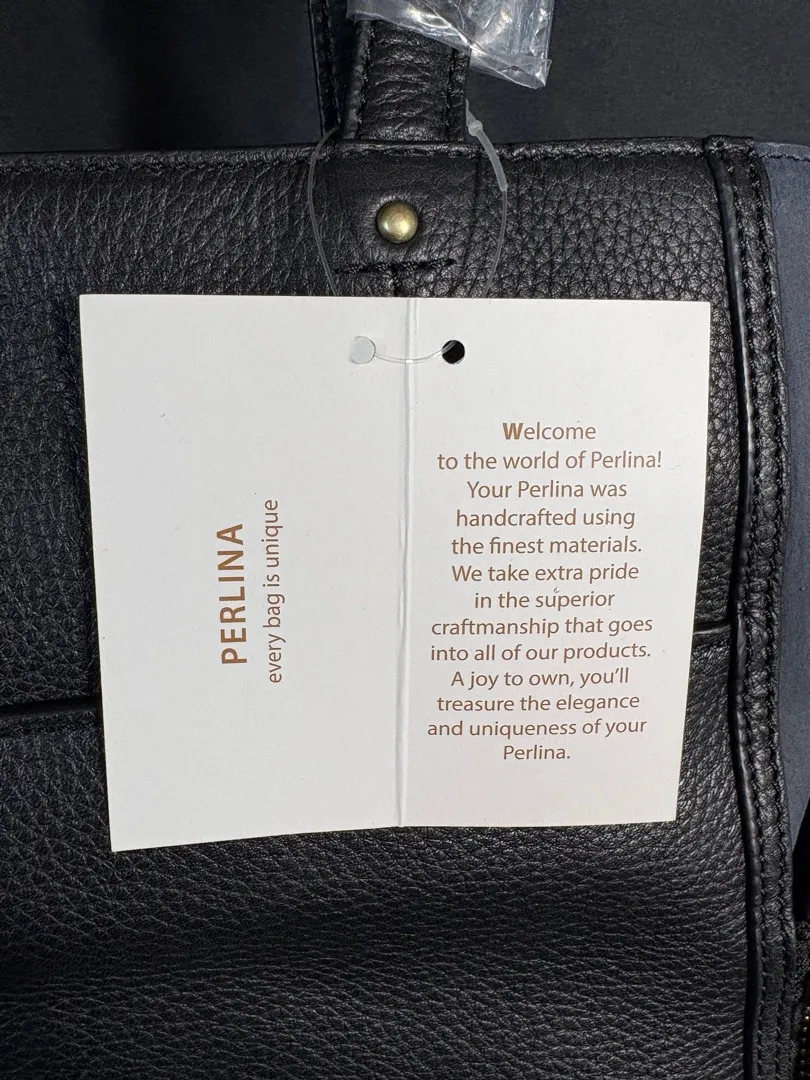 PERLINA
every bag is unique
Welcome
to the world of Perlina!
Your Perlina was
handcrafted using
the finest materials.
We take extra pride
in the superior
craftmanship that goes
into all of our products.
A joy to own, you'll
treasure the elegance
and uniqueness of your
Perlina.